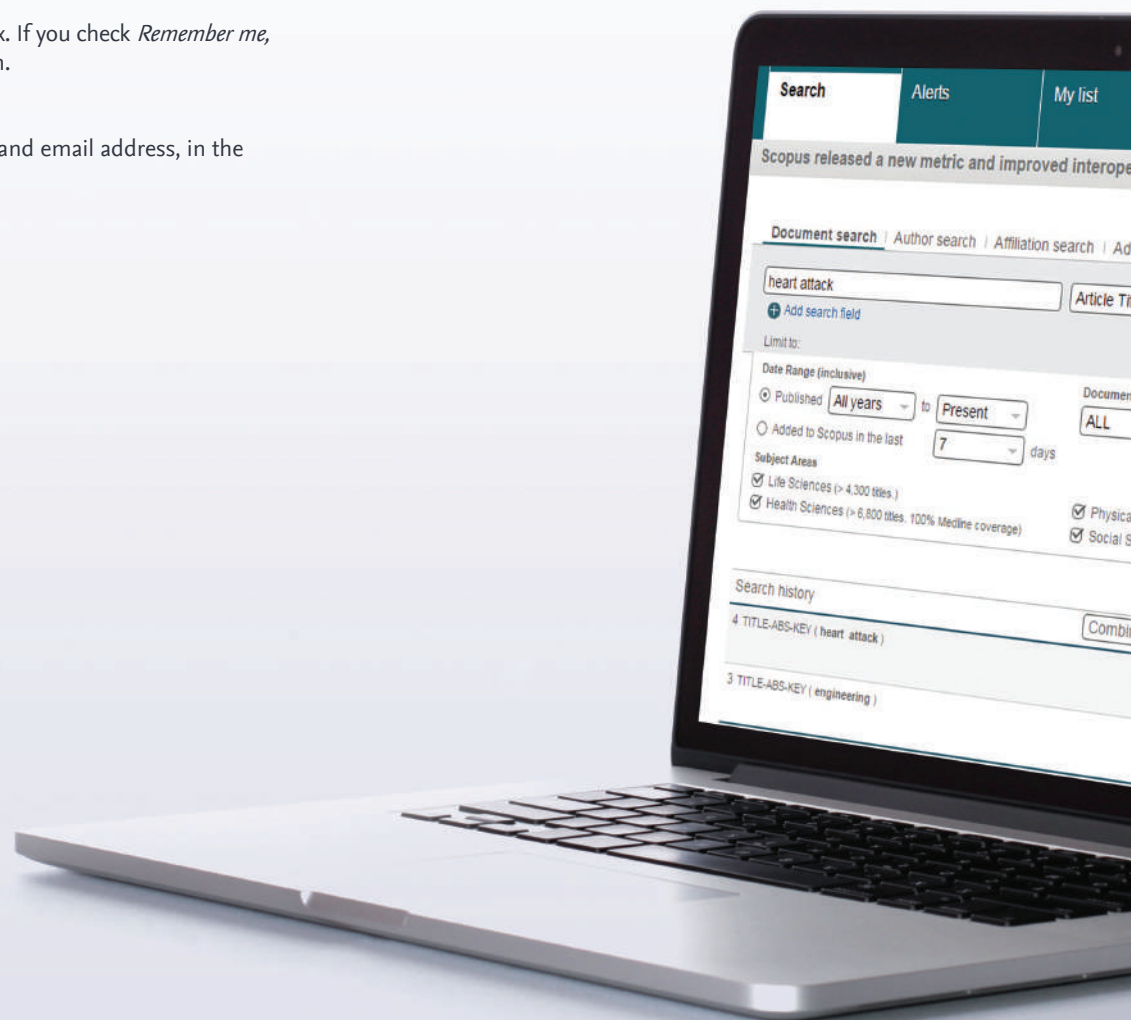 x. If you check Remember me,
n.
and email address, in the
Search Alerts My list
Scopus released a new metric and improved interope
Document search | Author search | Affiliation search | Ad
heart attack Article Tit
Add search field
Limit to:
Date Range (inclusive) Documen
Published All years to Present ALL
Added to Scopus in the last 7 days
Subject Areas
Life Sciences (> 4,300 titles.) Physica
Health Sciences (> 6,800 titles. 100% Medline coverage) Social S
Search history Combin
4 TITLE-ABS-KEY ( heart attack )
3 TITLE-ABS-KEY ( engineering )